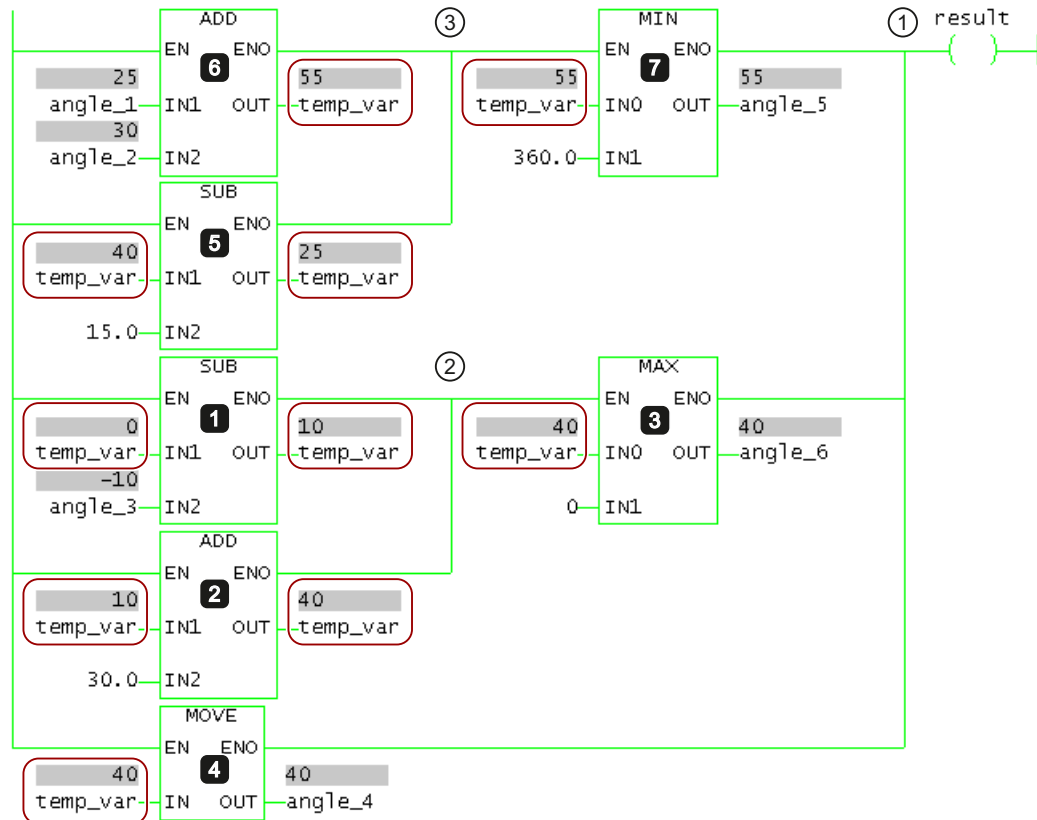 ADD ③ MIN ① result
EN ENO EN ENO
6 7
25 55 55 55
angle_1 IN1 OUT temp_var temp_var IN0 OUT angle_5
30
angle_2 IN2 360.0 IN1
SUB
EN ENO
5
40 25
temp_var IN1 OUT temp_var
15.0 IN2
SUB ② MAX
EN ENO EN ENO
1 3
0 10 40 40
temp_var IN1 OUT temp_var temp_var IN0 OUT angle_6
-10
angle_3 IN2 0 IN1
ADD
EN ENO
2
10 40
temp_var IN1 OUT temp_var
30.0 IN2
MOVE
EN ENO
4
40 40
temp_var IN OUT angle_4